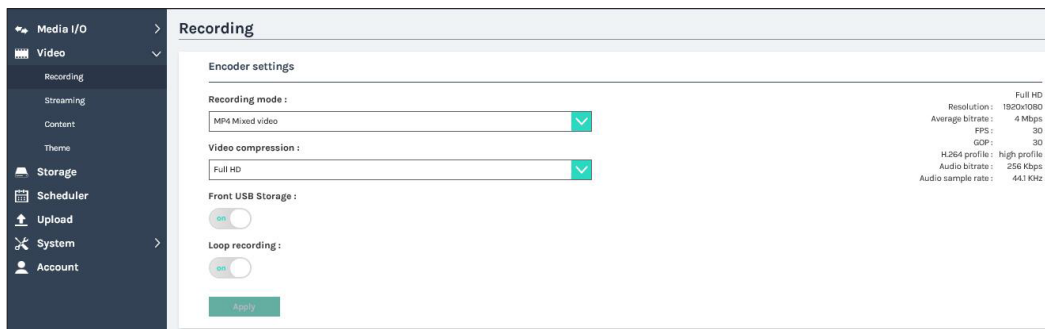 Media I/O
Video
Recording
Streaming
Content
Theme
Storage
Scheduler
Upload
System
Account
Recording
Encoder settings
Recording mode :
MP4 Mixed video
Video compression :
Full HD
Front USB Storage :
on
Loop recording :
on
Apply
Full HD
Resolution : 1920x1080
Average bitrate : 4 Mbps
FPS : 30
GOP : 30
H.264 profile : high profile
Audio bitrate : 256 Kbps
Audio sample rate : 44.1 KHz